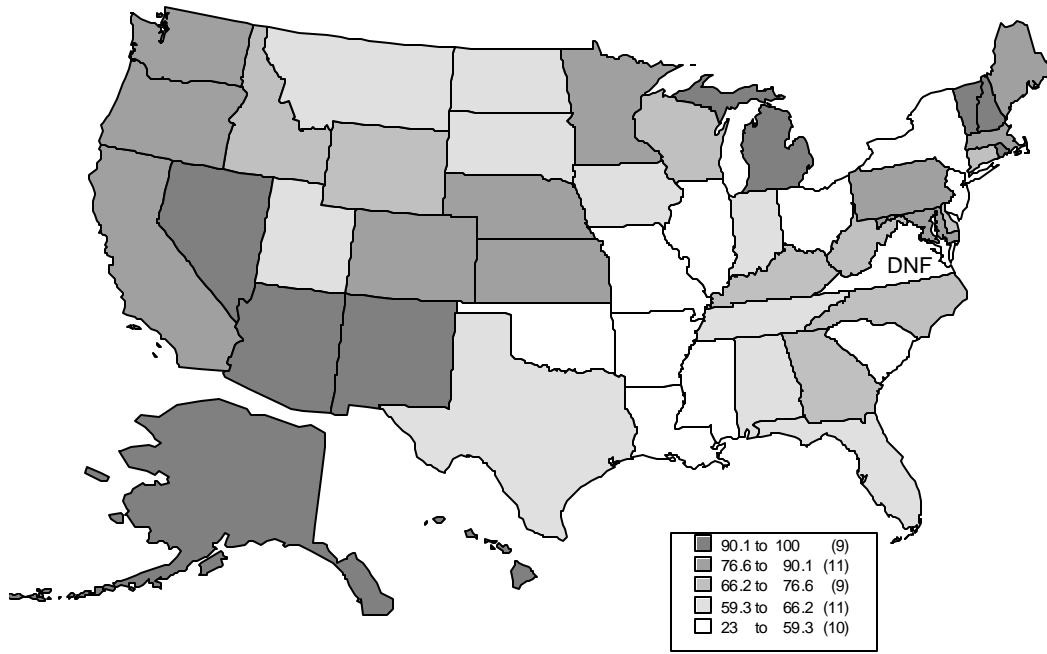 DNF
90.1 to 100 (9)
76.6 to 90.1 (11)
66.2 to 76.6 (9)
59.3 to 66.2 (11)
23 to 59.3 (10)